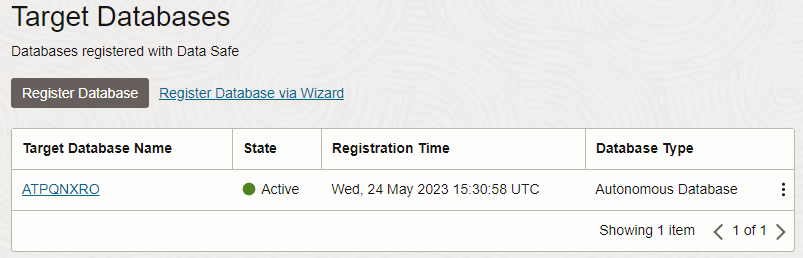 Target Databases
Databases registered with Data Safe
Register Database Register Database via Wizard
Target Database Name State Registration Time Database Type
ATPQNXRO Active Wed, 24 May 2023 15:30:58 UTC Autonomous Database
Showing 1 item 1 of 1